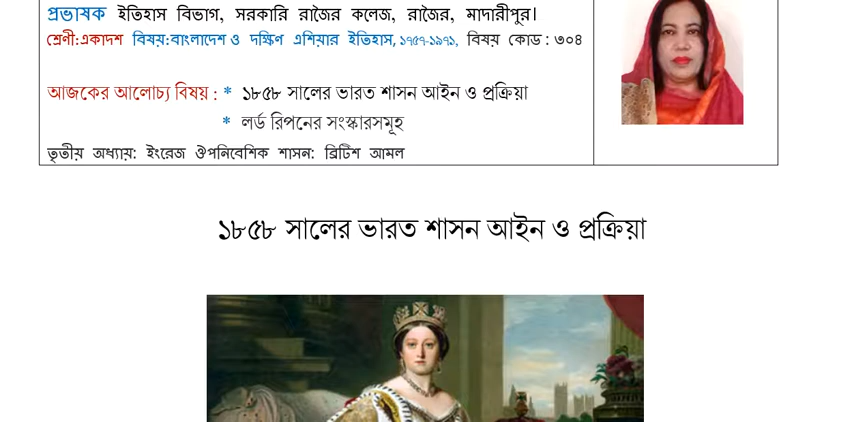 প্রভাষক ইতিহাস বিভাগ, সরকারি রাজৈর কলেজ, রাজৈর, মাদারীপুর।
শ্রেণী:একাদশ বিষয়:বাংলাদেশ ও দক্ষিণ এশিয়ার ইতিহাস, ১৭৫৭-১৯৭১, বিষয় কোড : ৩০৪
আজকের আলোচ্য বিষয় : * ১৮৫৮ সালের ভারত শাসন আইন ও প্রক্রিয়া
* লর্ড রিপনের সংস্কারসমূহ
তৃতীয় অধ্যায়: ইংরেজ ঔপনিবেশিক শাসন: ব্রিটিশ আমল
১৮৫৮ সালের ভারত শাসন আইন ও প্রক্রিয়া